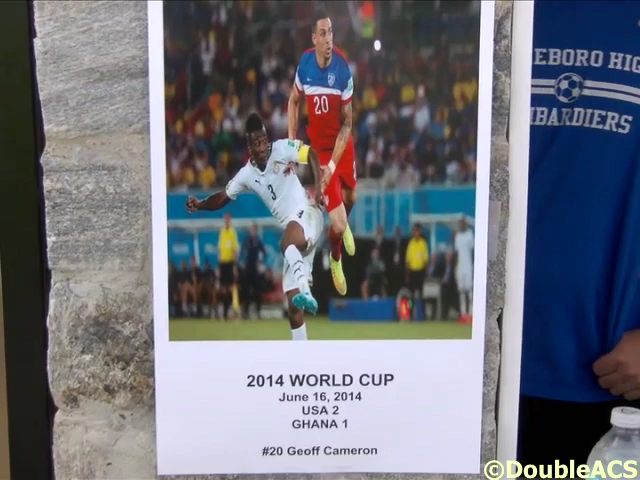 20
3
EBORO HIG
BARDIERS
2014 WORLD CUP
June 16, 2014
USA 2
GHANA 1
#20 Geoff Cameron
©DoubleACS